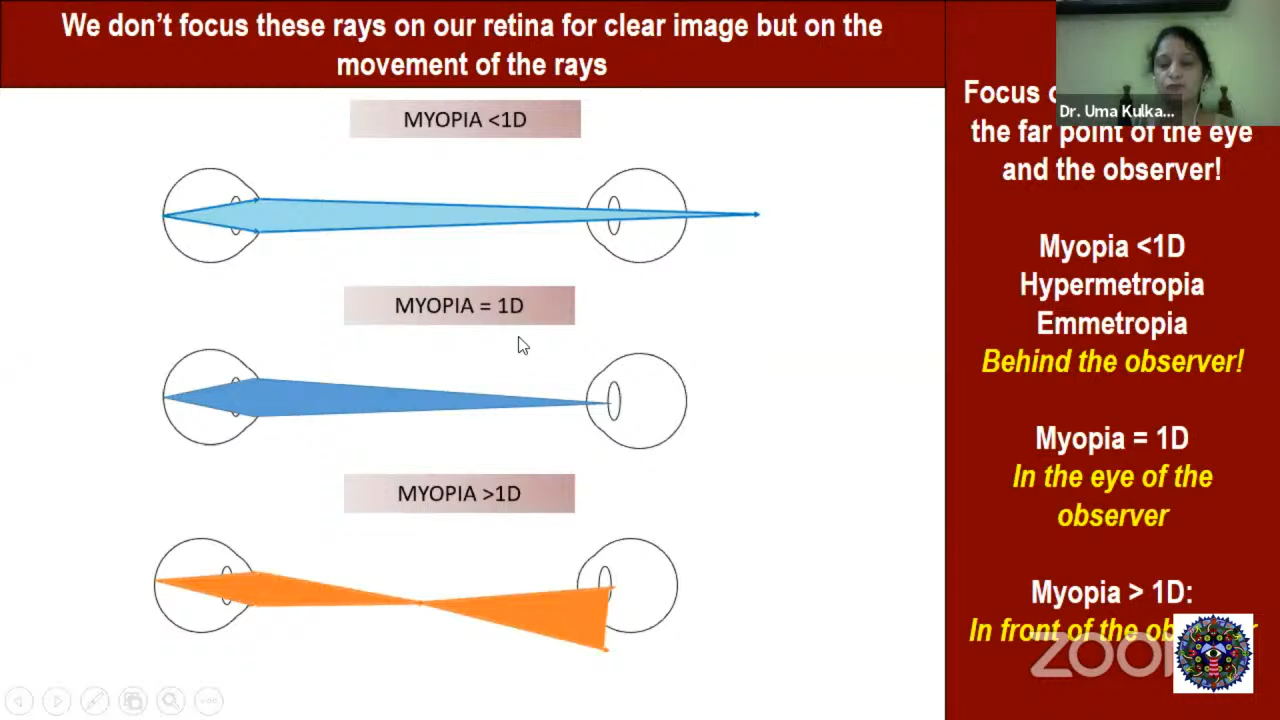 We don’t focus these rays on our retina for clear image but on the
movement of the rays
MYOPIA <1D
MYOPIA = 1D
MYOPIA >1D
Focus
the far point of the eye
and the observer!
Myopia <1D
Hypermetropia
Emmetropia
Behind the observer!
Myopia = 1D
In the eye of the
observer
Myopia > 1D:
In front of the
Dr. Uma Kulka...
zoom